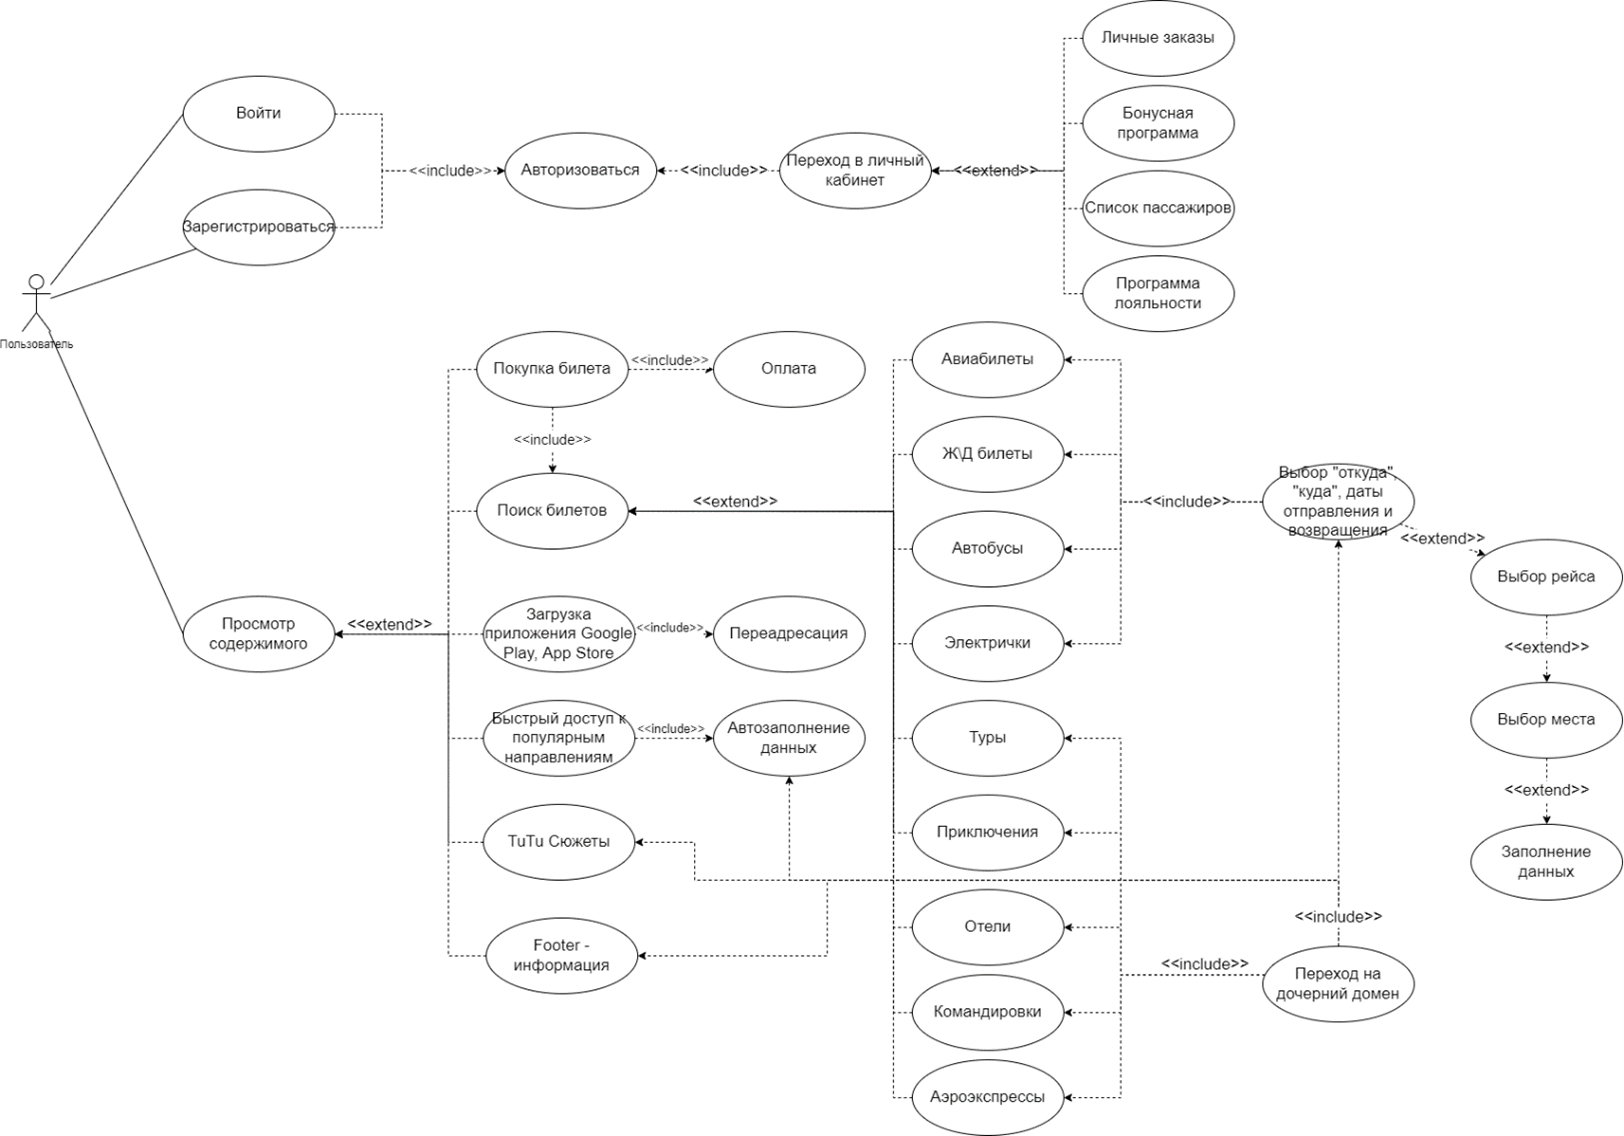 Личные заказы
Войти
Бонусная
программа
<<include>>
Авторизоваться
<<include>>
Переход в личный
кабинет
<<extend>>
Список пассажиров
Зарегистрироваться
Программа
лояльности
Пользователь
Покупка билета
<<include>>
Оплата
Авиабилеты
<<include>>
Ж\Д билеты
Поиск билетов
<<extend>>
<<include>>
Выбор "откуда",
"куда", даты
отправления и
возвращения
<<extend>>
Автобусы
Выбор рейса
Просмотр
содержимого
<<extend>>
Загрузка
приложения Google
Play, App Store
<<include>>
Переадресация
Электрички
<<extend>>
Быстрый доступ к
популярным
направлениям
<<include>>
Автозаполнение
данных
Туры
Выбор места
<<extend>>
TuTu Сюжеты
Приключения
Заполнение
данных
Footer -
информация
Отели
<<include>>
<<include>>
Переход на
дочерний домен
Командировки
Аэроэкспрессы